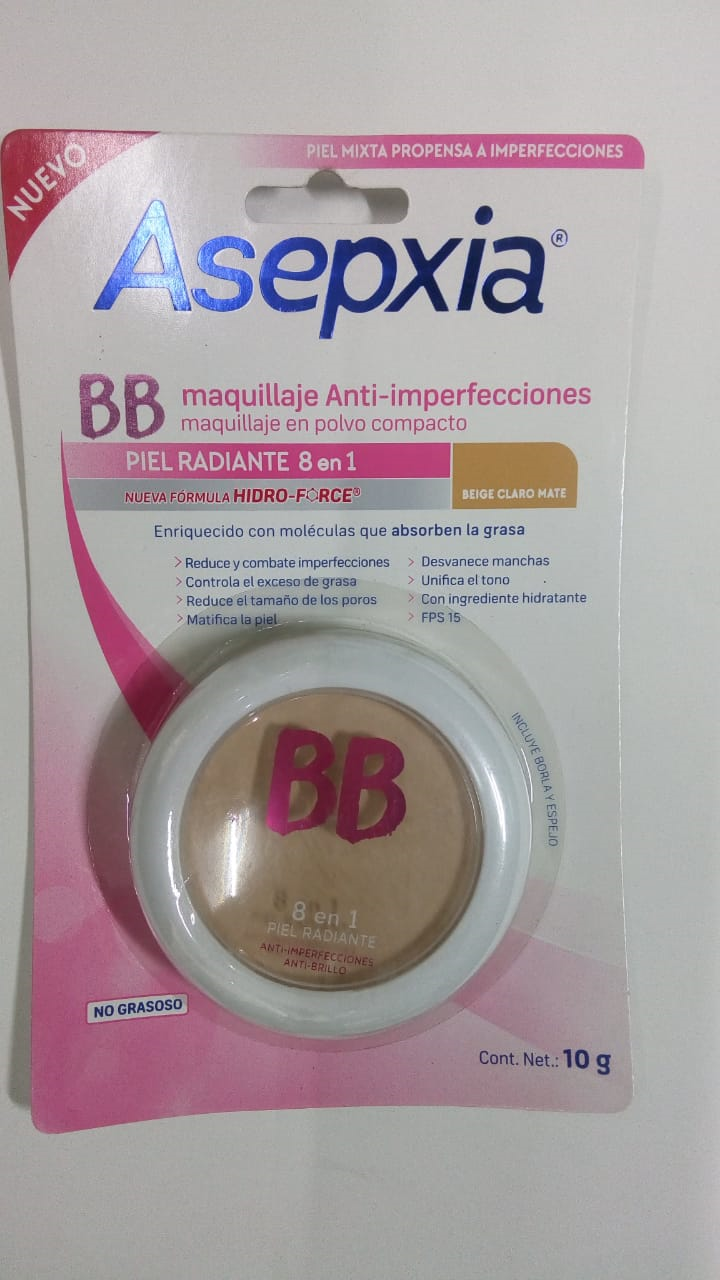 NUEVO
PIEL MIXTA PROPENSA A IMPERFECCIONES
Asepxia®
BB maquillaje Anti-imperfecciones
maquillaje en polvo compacto
PIEL RADIANTE 8 en 1
NUEVA FÓRMULA HIDRO-FORCE®
BEIGE CLARO MATE
Enriquecido con moléculas que absorben la grasa
> Reduce y combate imperfecciones
> Controla el exceso de grasa
> Reduce el tamaño de los poros
> Matifica la piel
> Desvanece manchas
> Unifica el tono
> Con ingrediente hidratante
> FPS 15
INCLUYE BORLA Y ESPEJO
BB
8 en 1
PIEL RADIANTE
ANTI-IMPERFECCIONES
ANTI-BRILLO
NO GRASOSO
Cont. Net.: 10 g